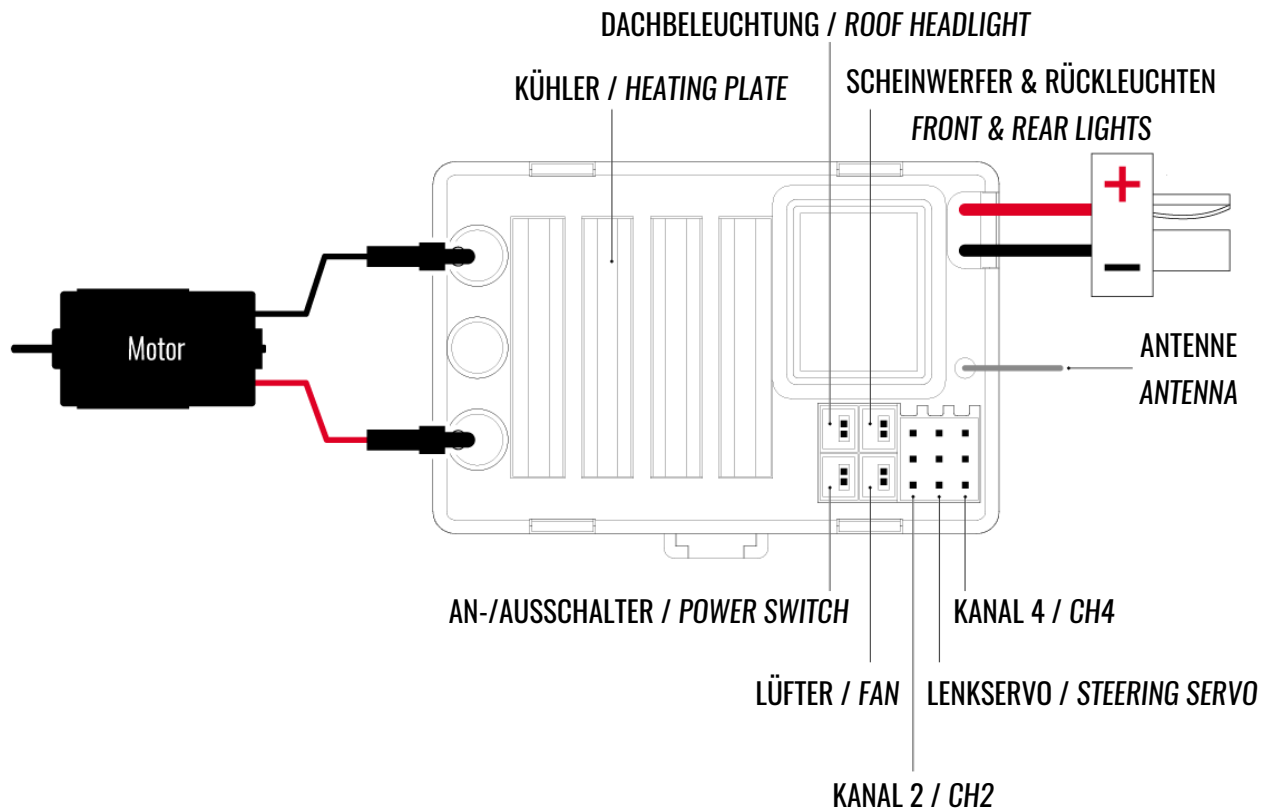 DACHBELEUCHTUNG / ROOF HEADLIGHT
KÜHLER / HEATING PLATE
SCHEINWERFER & RÜCKLEUCHTEN
FRONT & REAR LIGHTS
+
−
Motor
ANTENNE
ANTENNA
AN-/AUSSCHALTER / POWER SWITCH
KANAL 4 / CH4
LÜFTER / FAN
LENKSERVO / STEERING SERVO
KANAL 2 / CH2